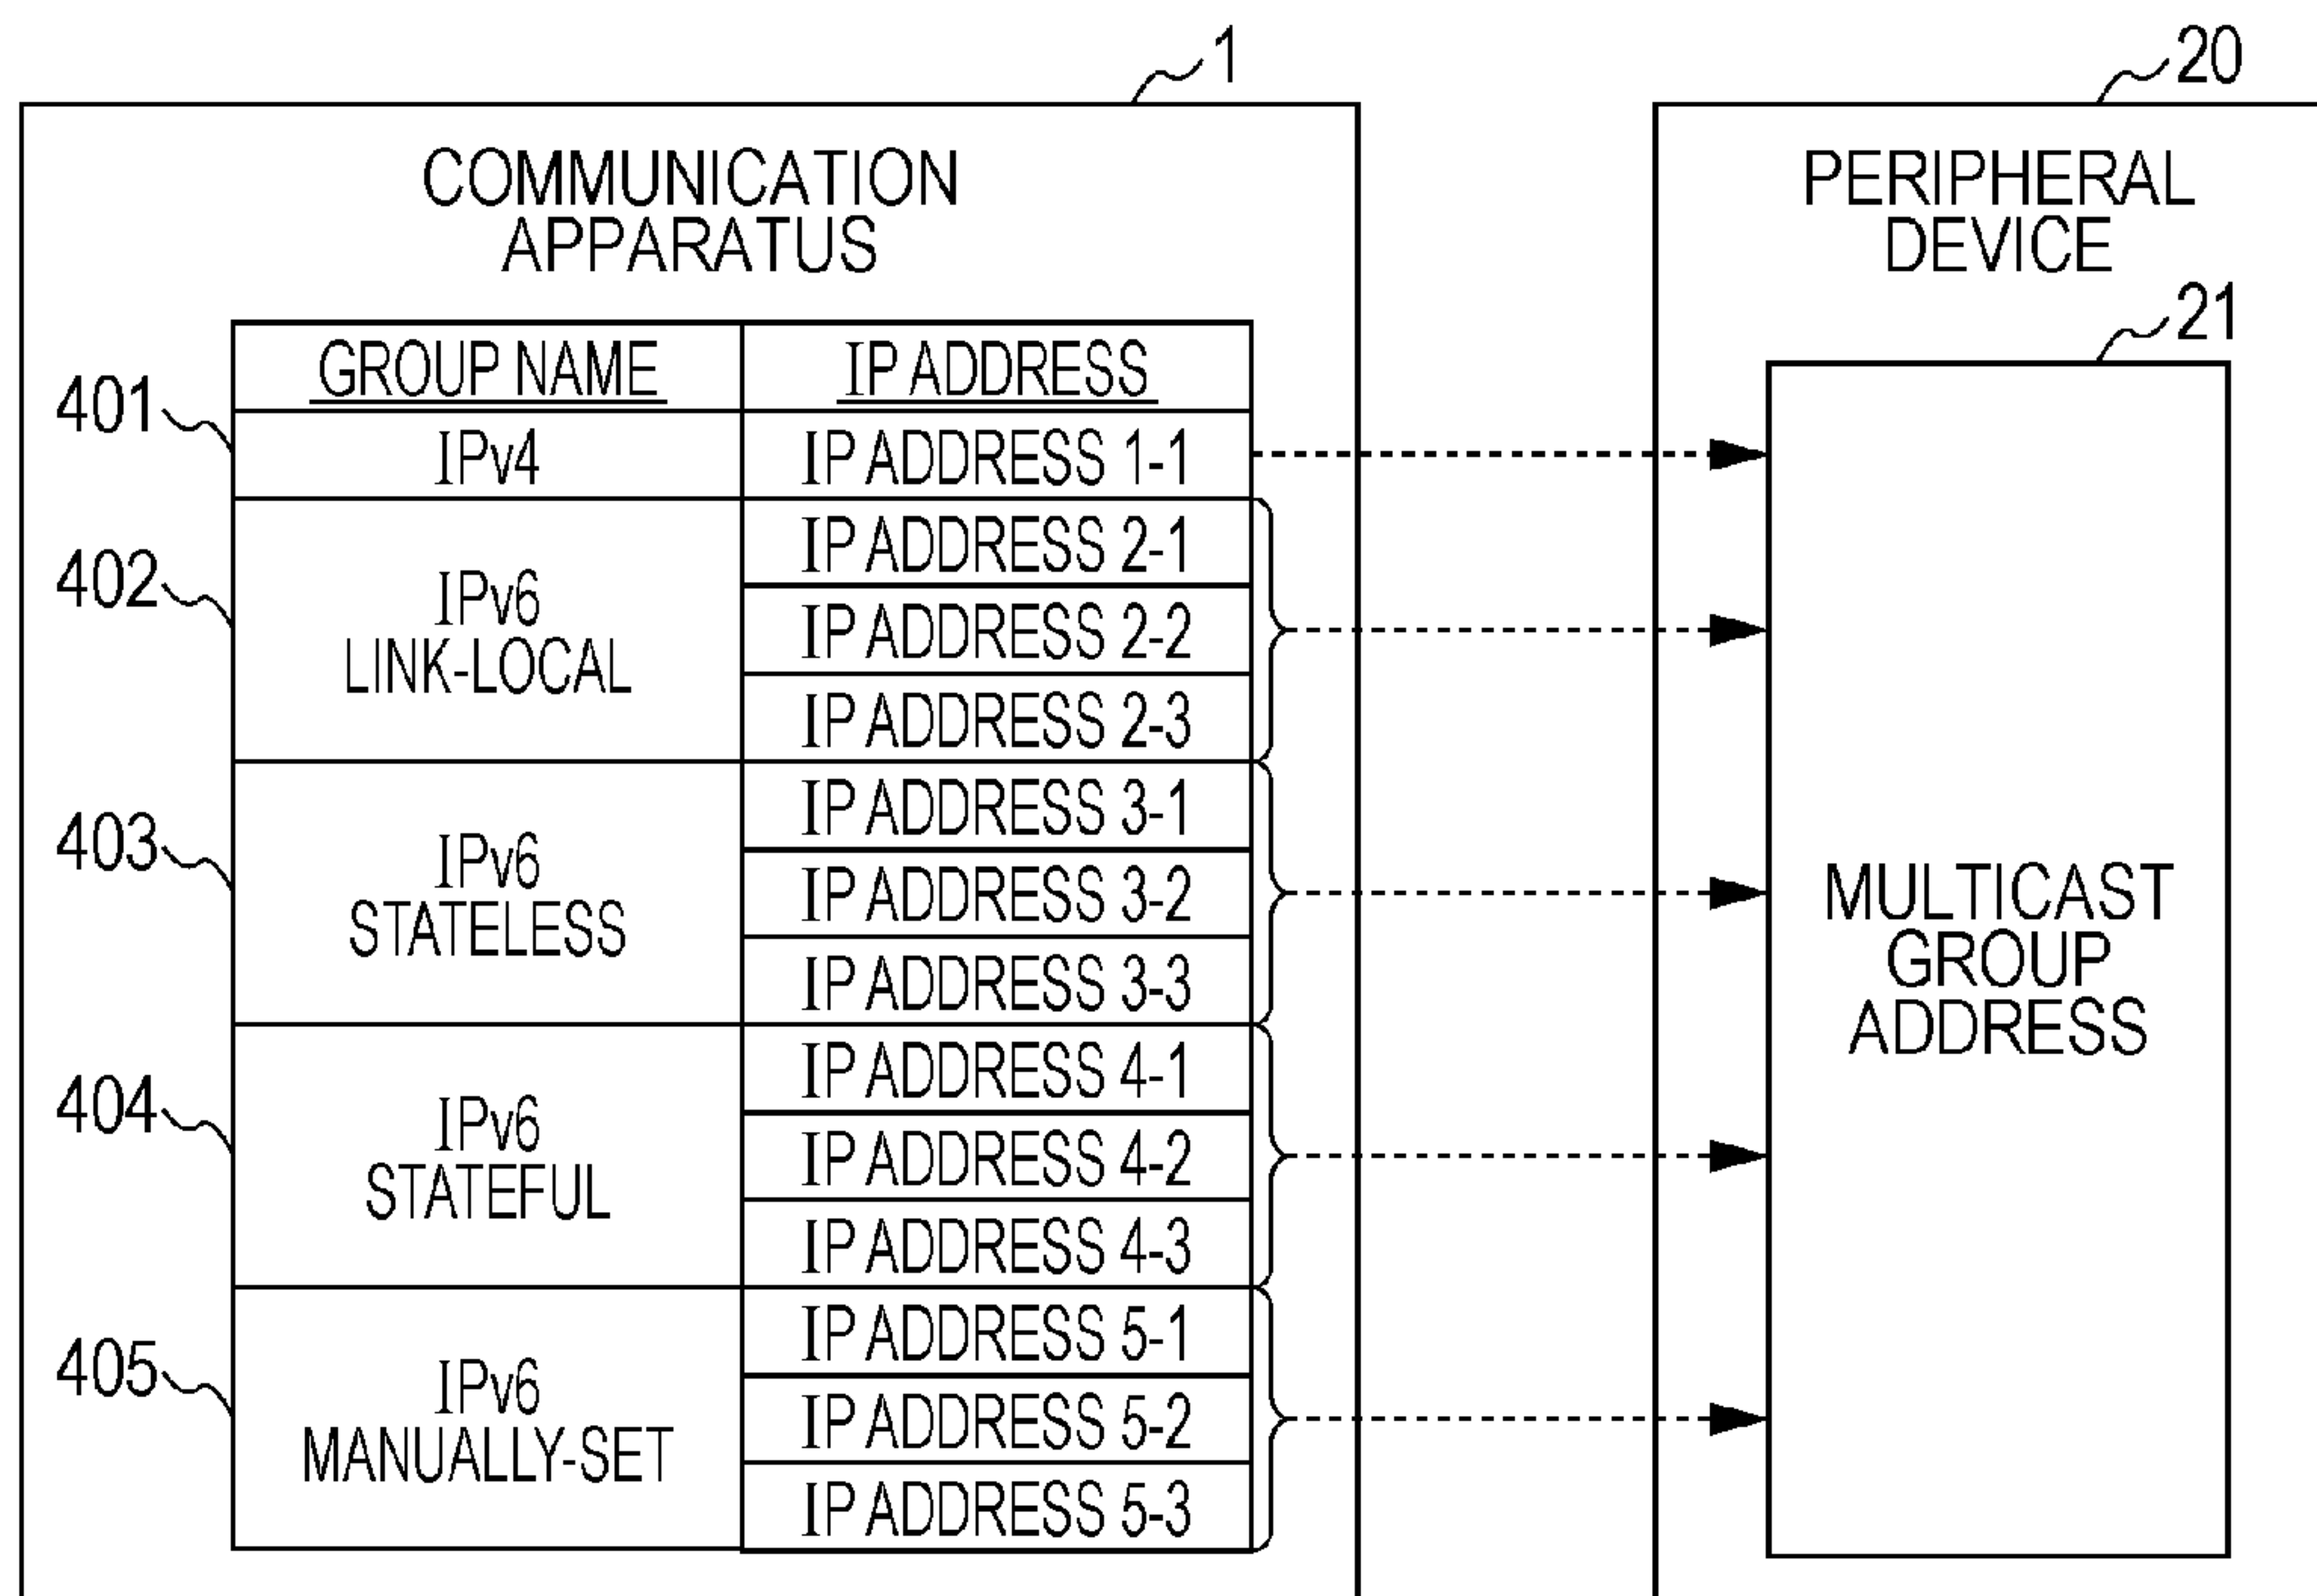 1
20
COMMUNICATION
APPARATUS
PERIPHERAL
DEVICE
21
GROUP NAME
IP ADDRESS
401
IPv4
IP ADDRESS 1-1
402
IPv6
LINK-LOCAL
IP ADDRESS 2-1
IP ADDRESS 2-2
IP ADDRESS 2-3
403
IPv6
STATELESS
IP ADDRESS 3-1
IP ADDRESS 3-2
IP ADDRESS 3-3
404
IPv6
STATEFUL
IP ADDRESS 4-1
IP ADDRESS 4-2
IP ADDRESS 4-3
405
IPv6
MANUALLY-SET
IP ADDRESS 5-1
IP ADDRESS 5-2
IP ADDRESS 5-3
MULTICAST
GROUP
ADDRESS